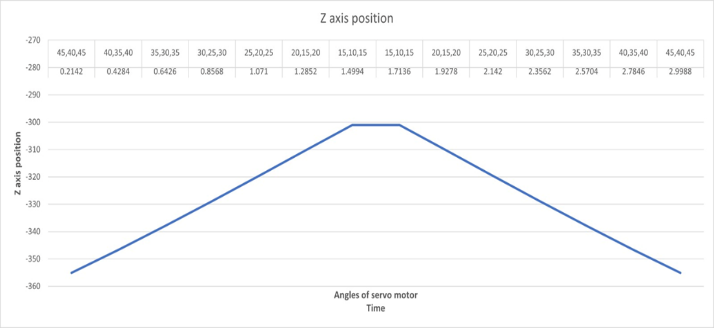 Z axis position
-270
45,40,45 40,35,40 35,30,35 30,25,30 25,20,25 20,15,20 15,10,15 15,10,15 20,15,20 25,20,25 30,25,30 35,30,35 40,35,40 45,40,45
-280
0.2142 0.4284 0.6426 0.8568 1.071 1.2852 1.4994 1.7136 1.9278 2.142 2.3562 2.5704 2.7846 2.9988
-290
-300
-310
-320
-330
-340
-350
-360
Z axis position
Angles of servo motor
Time